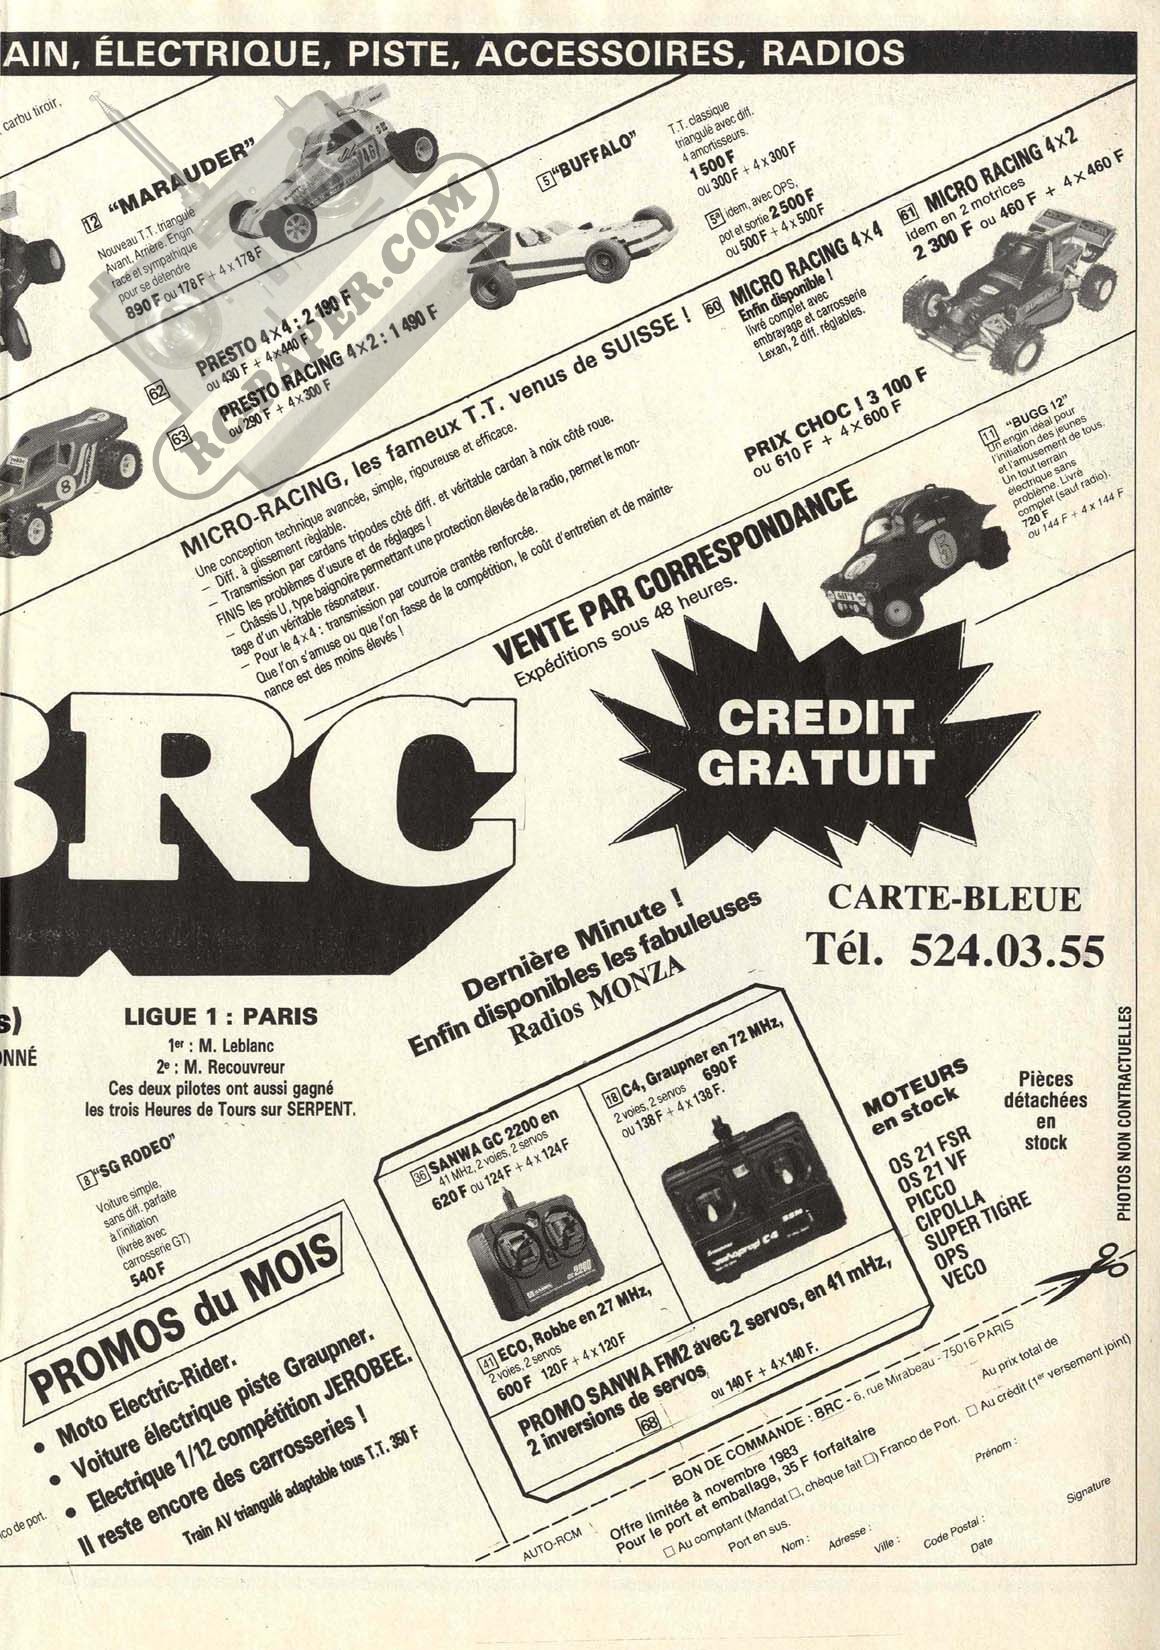 AIN, ÉLECTRIQUE, PISTE, ACCESSOIRES, RADIOS
carbu tiroir,
12 "MARAUDER"
Nouveau T.T. triangulé
Avant, Arrière. Engin
racé et sympathique
pour se détendre
890 F ou 178 F + 4 x 178 F
5 "BUFFALO"
T.T. classique
triangulé avec diff.
4 amortisseurs.
1 500 F
ou 300 F + 4 x 300 F
5ª idem, avec OPS,
pot et sortie 2 500 F
ou 500 F + 4 x 500 F
61 MICRO RACING 4 x 2
idem en 2 motrices
2 300 F ou 460 F + 4 x 460 F
60 MICRO RACING 4 x 4
Enfin disponible !
livré complet avec
embrayage et carrosserie
Lexan, 2 diff. réglables.
PRIX CHOC ! 3 100 F
ou 610 F + 4 x 600 F
62 PRESTO 4 x 4 : 2 190 F
ou 430 F + 4 x 440 F
63 PRESTO RACING 4 x 2 : 1 490 F
ou 290 F + 4 x 300 F
RCPAPER.COM
MICRO-RACING, les fameux T.T. venus de SUISSE !
Une conception technique avancée, simple, rigoureuse et efficace.
– Diff. à glissement règlable.
– Transmission par cardans tripodes côté diff. et véritable cardan à noix côté roue.
FINIS les problèmes d'usure et de réglages !
– Châssis U, type baignoire permettant une protection élevée de la radio, permet le mon-
tage d'un véritable résonateur.
– Pour le 4 x 4 : transmission par courroie crantée renforcée.
Que l'on s'amuse ou que l'on fasse de la compétition, le coût d'entretien et de mainte-
nance est des moins élevés !
11 "BUGG 12"
Un engin idéal pour
l'initiation des jeunes
et l'amusement de tous.
Un tout terrain
électrique sans
problème. Livré
complet (sauf radio).
720 F
ou 144 F + 4 x 144 F
VENTE PAR CORRESPONDANCE
Expéditions sous 48 heures.
BRC
CREDIT
GRATUIT
CARTE-BLEUE
Tél. 524.03.55
Dernière Minute !
Enfin disponibles les fabuleuses
Radios MONZA
s)
ONNÉ
LIGUE 1 : PARIS
1er : M. Leblanc
2e : M. Recouvreur
Ces deux pilotes ont aussi gagné
les trois Heures de Tours sur SERPENT.
8 "SG RODEO"
Voiture simple,
sans diff. parfaite
à l'initiation
(livrée avec
carrosserie GT)
540 F
36 SANWA GC 2200 en
41 MHz, 2 voies, 2 servos
620 F ou 124 F + 4 x 124 F
18 C4, Graupner en 72 MHz,
2 voies, 2 servos 690 F
ou 138 F + 4 x 138 F.
41 ECO, Robbe en 27 MHz,
2 voies, 2 servos
600 F 120 F + 4 x 120 F
PROMO SANWA FM2 avec 2 servos, en 41 mHz,
2 inversions de servos
68
ou 140 F + 4 x 140 F.
MOTEURS
en stock
OS 21 FSR
OS 21 VF
PICCO
CIPOLLA
SUPER TIGRE
OPS
VECO
Pièces
détachées
en
stock
PHOTOS NON CONTRACTUELLES
PROMOS du MOIS
• Moto Electric-Rider.
• Voiture électrique piste Graupner.
• Electrique 1/12 compétition JEROBEE.
Il reste encore des carrosseries !
Train AV triangulé adaptable tous T.T. 350 F
co de port.
BON DE COMMANDE : BRC - 6, rue Mirabeau - 75016 PARIS
Offre limitée à novembre 1983
Pour le port et emballage, 35 F forfaitaire
Au prix total de
□ Au comptant (Mandat □, chèque fait □) Franco de Port. □ Au crédit (1er versement joint)
Port en sus.
Nom : Prénom :
Adresse :
Ville : Code Postal :
Date Signature
AUTO-RCM